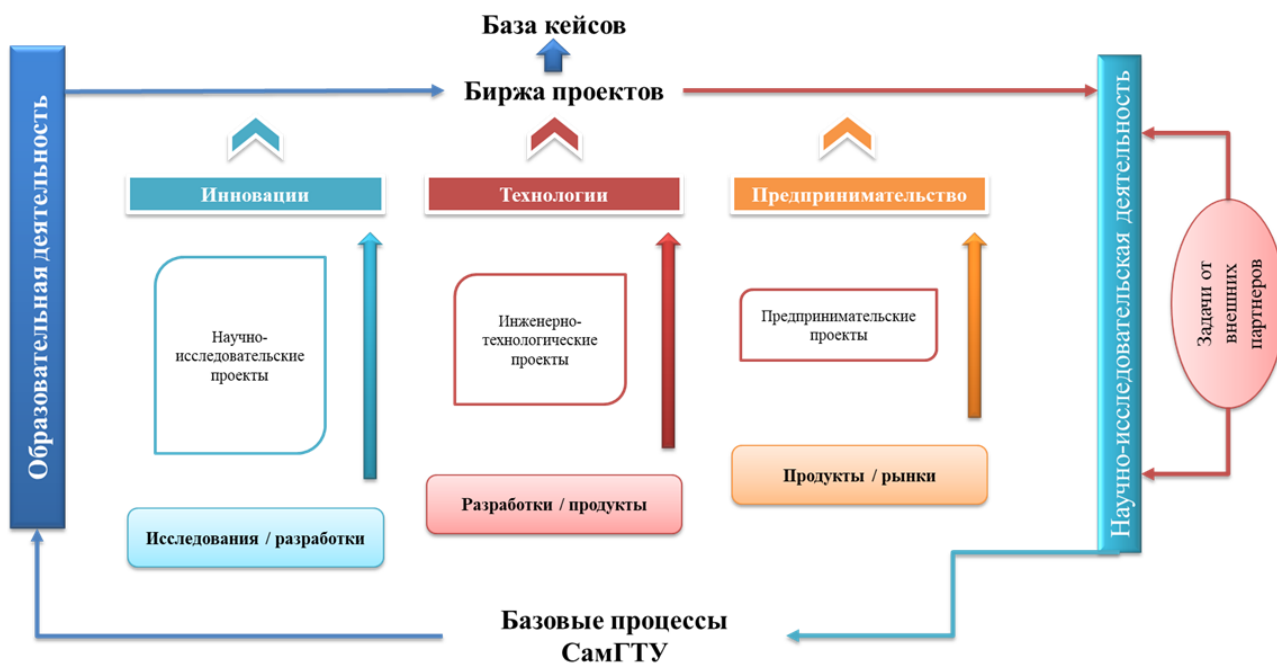 База кейсов
Биржа проектов
Образовательная деятельность
Инновации
Технологии
Предпринимательство
Научно-
исследовательские
проекты
Инженерно-
технологические
проекты
Предпринимательские
проекты
Исследования / разработки
Разработки / продукты
Продукты / рынки
Научно-исследовательская деятельность
Задачи от
внешних
партнеров
Базовые процессы
СамГТУ